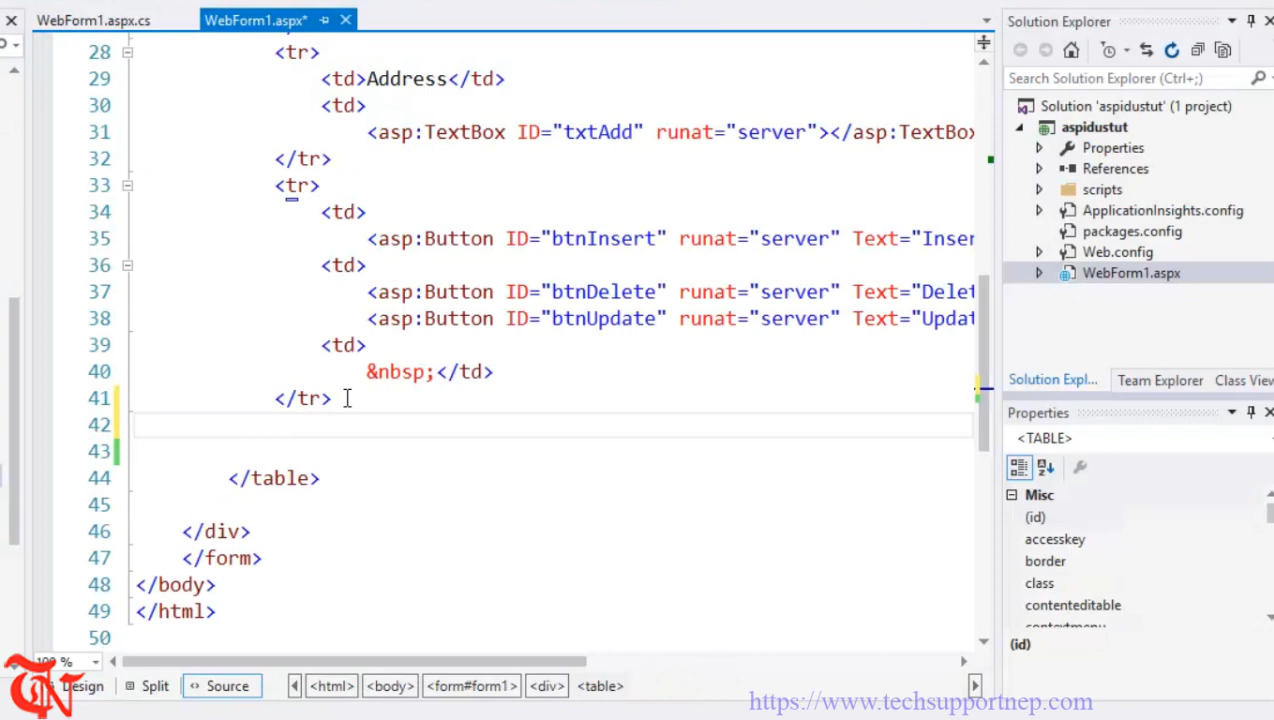 WebForm1.aspx.cs
WebForm1.aspx*
28 <tr>
29 <td>Address</td>
30 <td>
31 <asp:TextBox ID="txtAdd" runat="server"></asp:TextBox
32 </tr>
33 <tr>
34 <td>
35 <asp:Button ID="btnInsert" runat="server" Text="Inser
36 <td>
37 <asp:Button ID="btnDelete" runat="server" Text="Delet
38 <asp:Button ID="btnUpdate" runat="server" Text="Updat
39 <td>
40 &nbsp;</td>
41 </tr>
42
43
44 </table>
45
46 </div>
47 </form>
48 </body>
49 </html>
50
Design Split Source <html> <body> <form#form1> <div> <table>
Solution Explorer
Search Solution Explorer (Ctrl+;)
Solution 'aspidustut' (1 project)
aspidustut
Properties
References
scripts
ApplicationInsights.config
packages.config
Web.config
WebForm1.aspx
Solution Expl... Team Explorer Class View
Properties
<TABLE>
Misc
(id)
accesskey
border
class
contenteditable
contextmenu
(id)
https://www.techsupportnep.com